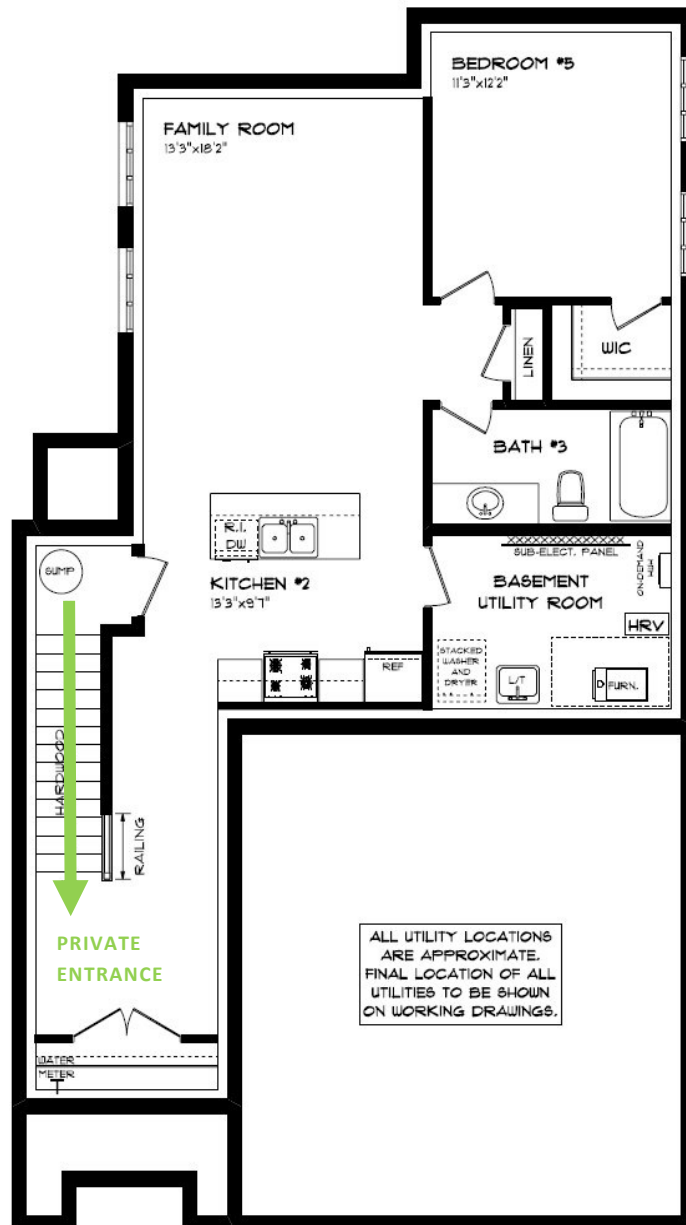 BEDROOM #5
11'3"x12'2"
FAMILY ROOM
13'3"x18'2"
LINEN
WIC
BATH #3
R.I.
DW
SUB-ELECT. PANEL
ON-DEMAND
HWH
SUMP
KITCHEN #2
13'3"x9'7"
BASEMENT
UTILITY ROOM
HRV
STACKED
WASHER
AND
DRYER
L/T
FURN.
REF
HARDWOOD
RAILING
PRIVATE
ENTRANCE
ALL UTILITY LOCATIONS
ARE APPROXIMATE.
FINAL LOCATION OF ALL
UTILITIES TO BE SHOWN
ON WORKING DRAWINGS.
WATER
METER